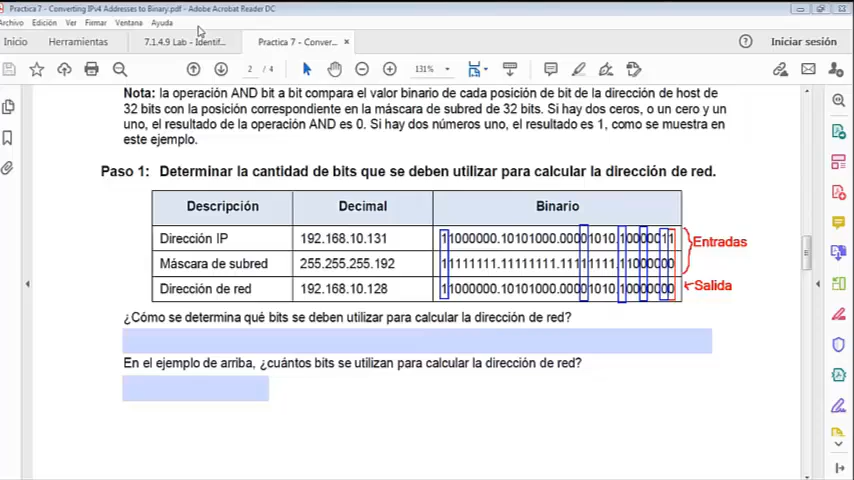 Practica 7 - Converting IPv4 Addresses to Binary.pdf - Adobe Acrobat Reader DC
Archivo Edición Ver Firmar Ventana Ayuda
Inicio Herramientas 7.1.4.9 Lab - Identif... Practica 7 - Conver... × Iniciar sesión
2 / 4 131%
Nota: la operación AND bit a bit compara el valor binario de cada posición de bit de la dirección de host de
32 bits con la posición correspondiente en la máscara de subred de 32 bits. Si hay dos ceros, o un cero y un
uno, el resultado de la operación AND es 0. Si hay dos números uno, el resultado es 1, como se muestra en
este ejemplo.
Paso 1: Determinar la cantidad de bits que se deben utilizar para calcular la dirección de red.
Descripción Decimal Binario
Dirección IP 192.168.10.131 11000000.10101000.00001010.10000011
Entradas
Máscara de subred 255.255.255.192 11111111.11111111.11111111.11000000
Dirección de red 192.168.10.128 11000000.10101000.00001010.10000000
Salida
¿Cómo se determina qué bits se deben utilizar para calcular la dirección de red?
En el ejemplo de arriba, ¿cuántos bits se utilizan para calcular la dirección de red?